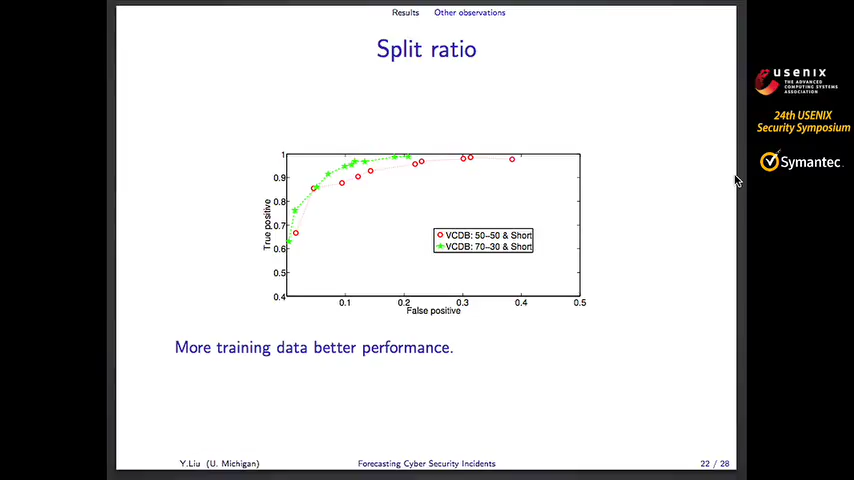 Results Other observations
Split ratio
usenix
THE ADVANCED
COMPUTING SYSTEMS
ASSOCIATION
24th USENIX
Security Symposium
Symantec.
1
0.9
0.8
0.7
0.6
0.5
0.4
True positive
VCDB: 50-50 & Short
VCDB: 70-30 & Short
0.1 0.2 0.3 0.4 0.5
False positive
More training data better performance.
Y.Liu (U. Michigan) Forecasting Cyber Security Incidents 22 / 28